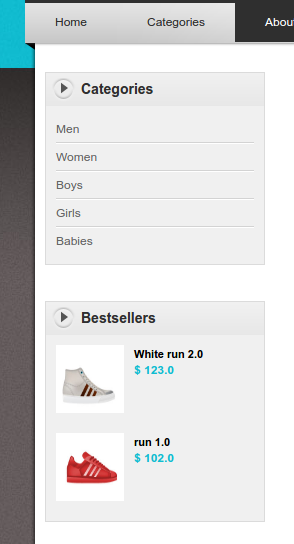 Home Categories
Categories
Men
Women
Boys
Girls
Babies
Bestsellers
White run 2.0
$ 123.0
run 1.0
$ 102.0